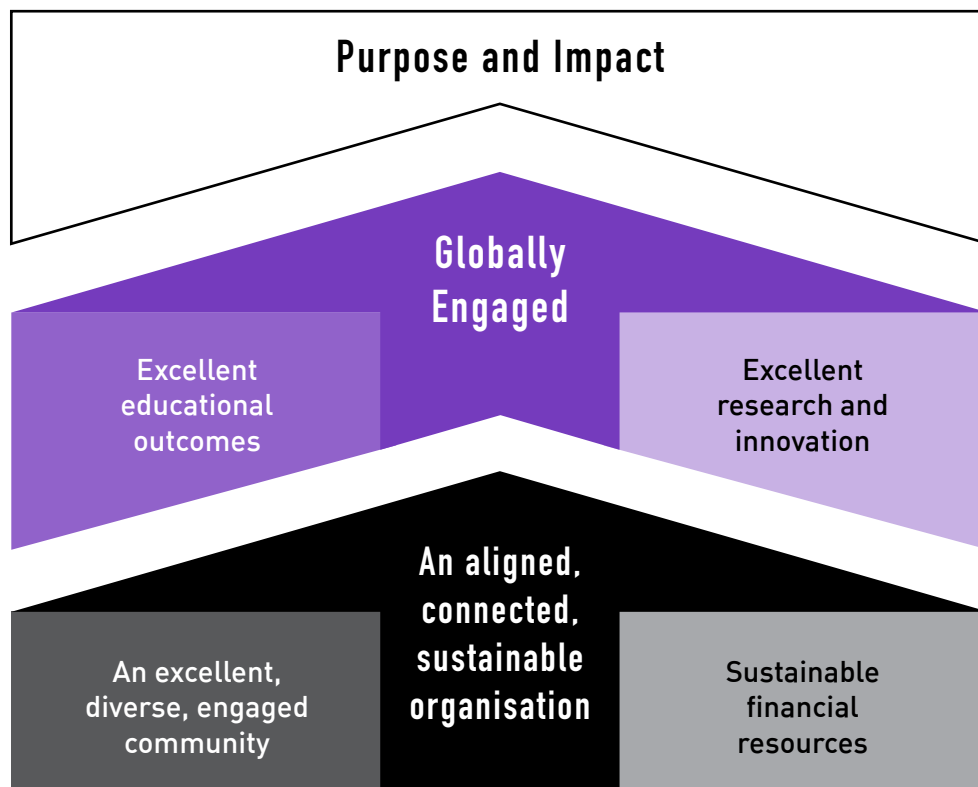 Purpose and Impact
Globally
Engaged
Excellent
educational
outcomes
Excellent
research and
innovation
An aligned,
connected,
sustainable
organisation
An excellent,
diverse, engaged
community
Sustainable
financial
resources